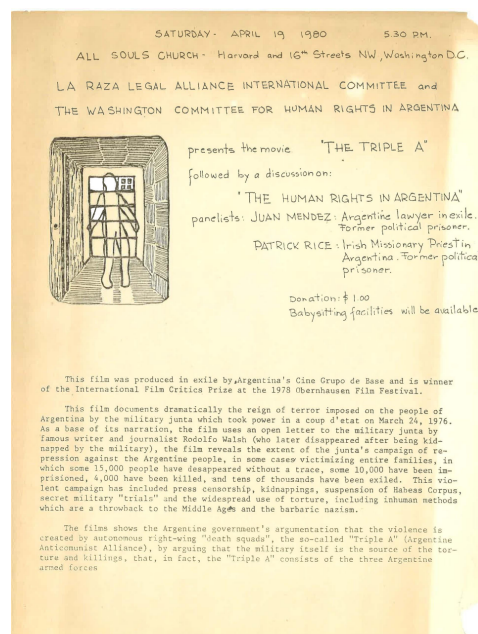 SATURDAY - APRIL 19 1980 5.30 P.M.
ALL SOULS CHURCH - Harvard and 16th Streets NW, Washington D.C.
LA RAZA LEGAL ALLIANCE INTERNATIONAL COMMITTEE and
THE WASHINGTON COMMITTEE FOR HUMAN RIGHTS IN ARGENTINA
presents the movie "THE TRIPLE A"
followed by a discussion on:
"THE HUMAN RIGHTS IN ARGENTINA"
panelists: JUAN MENDEZ: Argentine lawyer in exile.
Former political prisoner.
PATRICK RICE: Irish Missionary Priest in
Argentina. Former politica
prisoner.
Donation: $ 1.00
Babysitting facilities will be available
This film was produced in exile by Argentina's Cine Grupo de Base and is winner
of the International Film Critics Prize at the 1978 Obernhausen Film Festival.
This film documents dramatically the reign of terror imposed on the people of
Argentina by the military junta which took power in a coup d'etat on March 24, 1976.
As a base of its narration, the film uses an open letter to the military junta by
famous writer and journalist Rodolfo Walsh (who later disappeared after being kid-
napped by the military), the film reveals the extent of the junta's campaign of re-
pression against the Argentine people, in some cases victimizing entire families, in
which some 15,000 people have desappeared without a trace, some 10,000 have been im-
prisioned, 4,000 have been killed, and tens of thousands have been exiled. This vio-
lent campaign has included press censorship, kidnappings, suspension of Habess Corpus,
secret military "trials" and the widespread use of torture, including inhuman methods
which are a throwback to the Middle Ages and the barbaric nazism.
The films shows the Argentine government's argumentation that the violence is
created by autonomous right-wing "death squads", the so-called "Triple A" (Argentine
Anticomunist Alliance), by arguing that the military itself is the source of the tor-
ture and killings, that, in fact, the "Triple A" consists of the three Argentine
armed forces